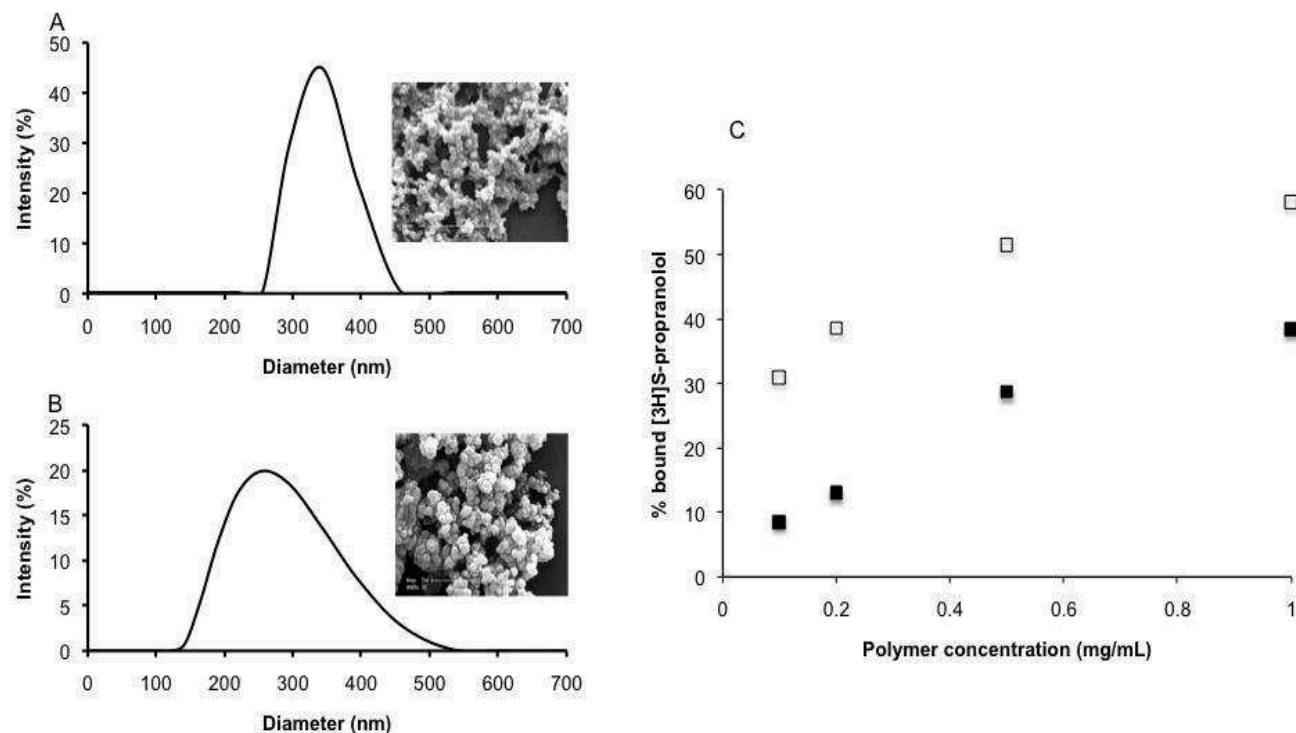 A
Intensity (%)
50
40
30
20
10
0
0 100 200 300 400 500 600 700
Diameter (nm)
B
Intensity (%)
25
20
15
10
5
0
0 100 200 300 400 500 600 700
Diameter (nm)
C
% bound [3H]S-propranolol
60
50
40
30
20
10
0
0 0.2 0.4 0.6 0.8 1
Polymer concentration (mg/mL)